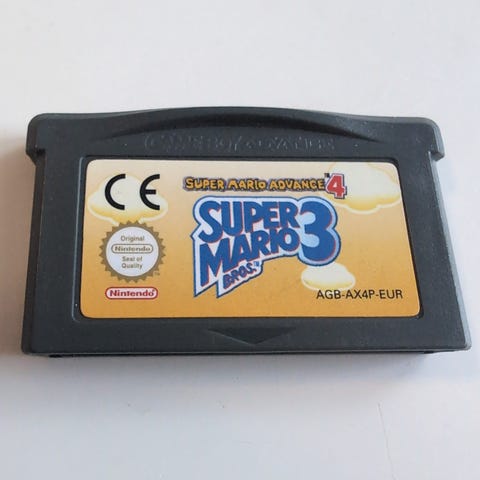 GAME BOY ADVANCE
CE
SUPER MARIO ADVANCE 4
SUPER
MARIO 3
BROS.™
Original
Nintendo
Seal of
Quality
Nintendo
AGB-AX4P-EUR